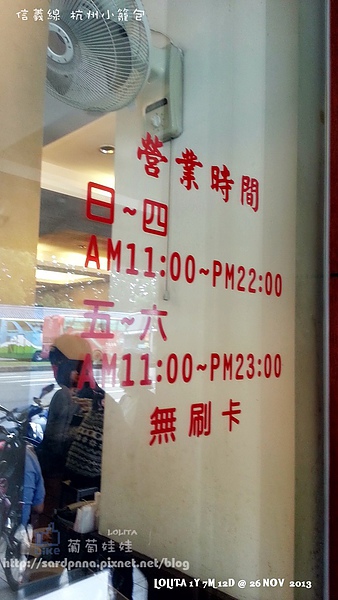 信義線 杭州小籠包
營業時間
日~四
AM11:00~PM22:00
五~六
AM11:00~PM23:00
無刷卡
LOLITA
葡萄娃娃
http://sardpnna.pixnet.net/blog
LOLITA 1Y 7M 12D @ 26 NOV 2013